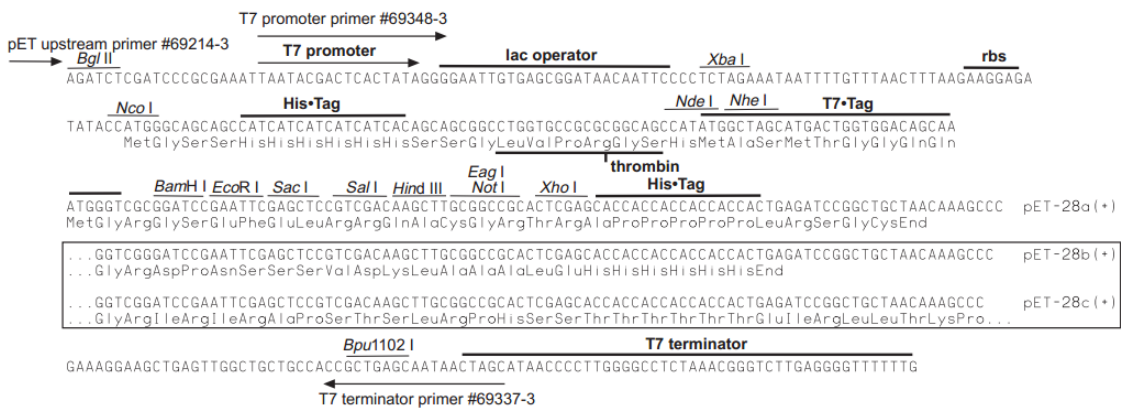 T7 promoter primer #69348-3
pET upstream primer #69214-3
Bgl II
T7 promoter
lac operator
Xba I
rbs
AGATCTCGATCCCGCGAAATTAATACGACTCACTATAGGGGAATTGTGAGCGGATAACAATTCCCCTCTAGAAATAATTTTGTTTAACTTTAAGAAGGAGA
Nco I
His•Tag
Nde I
Nhe I
T7•Tag
TATACCATGGGCAGCAGCCATCATCATCATCATCACAGCAGCGGCCTGGTGCCGCGCGGCAGCCATATGGCTAGCATGACTGGTGGACAGCAA
MetGlySerSerHisHisHisHisHisHisSerSerGlyLeuValProArgGlySerHisMetAlaSerMetThrGlyGlyGlnGln
thrombin
BamH I
EcoR I
Sac I
Sal I
Hind III
Eag I
Not I
Xho I
His•Tag
ATGGGTCGCGGATCCGAATTCGAGCTCCGTCGACAAGCTTGCGGCCGCACTCGAGCACCACCACCACCACCACTGAGATCCGGCTGCTAACAAAGCCC pET-28a(+)
MetGlyArgGlySerGluPheGluLeuArgArgGlnAlaCysGlyArgThrArgAlaProProProProProLeuArgSerGlyCysEnd
...GGTCGGGATCCGAATTCGAGCTCCGTCGACAAGCTTGCGGCCGCACTCGAGCACCACCACCACCACCACTGAGATCCGGCTGCTAACAAAGCCC pET-28b(+)
...GlyArgAspProAsnSerSerSerValAspLysLeuAlaAlaAlaLeuGluHisHisHisHisHisHisEnd
...GGTCGGATCCGAATTCGAGCTCCGTCGACAAGCTTGCGGCCGCACTCGAGCACCACCACCACCACCACTGAGATCCGGCTGCTAACAAAGCCC pET-28c(+)
...GlyArgIleArgIleArgAlaProSerThrSerLeuArgProHisSerSerThrThrThrThrThrThrGluIleArgLeuLeuThrLysPro...
Bpu1102 I
T7 terminator
GAAAGGAAGCTGAGTTGGCTGCTGCCACCGCTGAGCAATAACTAGCATAACCCCTTGGGGCCTCTAAACGGGTCTTGAGGGGTTTTTTG
T7 terminator primer #69337-3